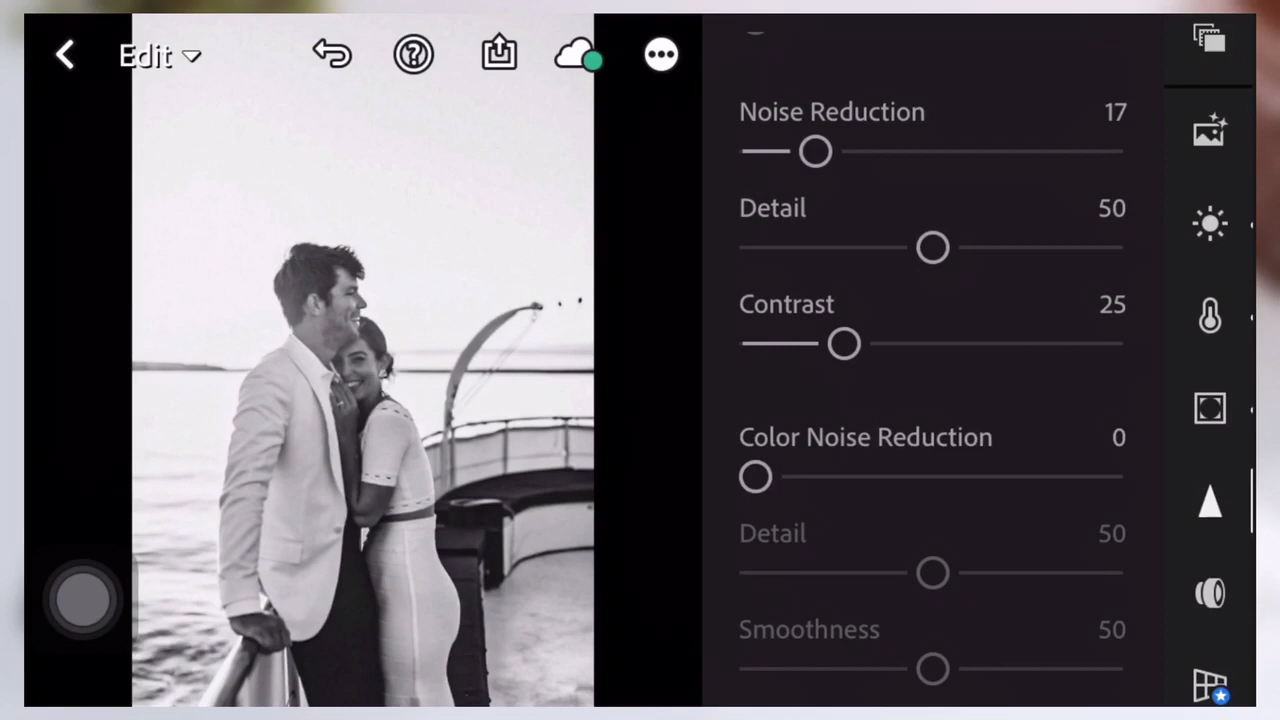 Edit
Noise Reduction 17
Detail 50
Contrast 25
Color Noise Reduction 0
Detail 50
Smoothness 50